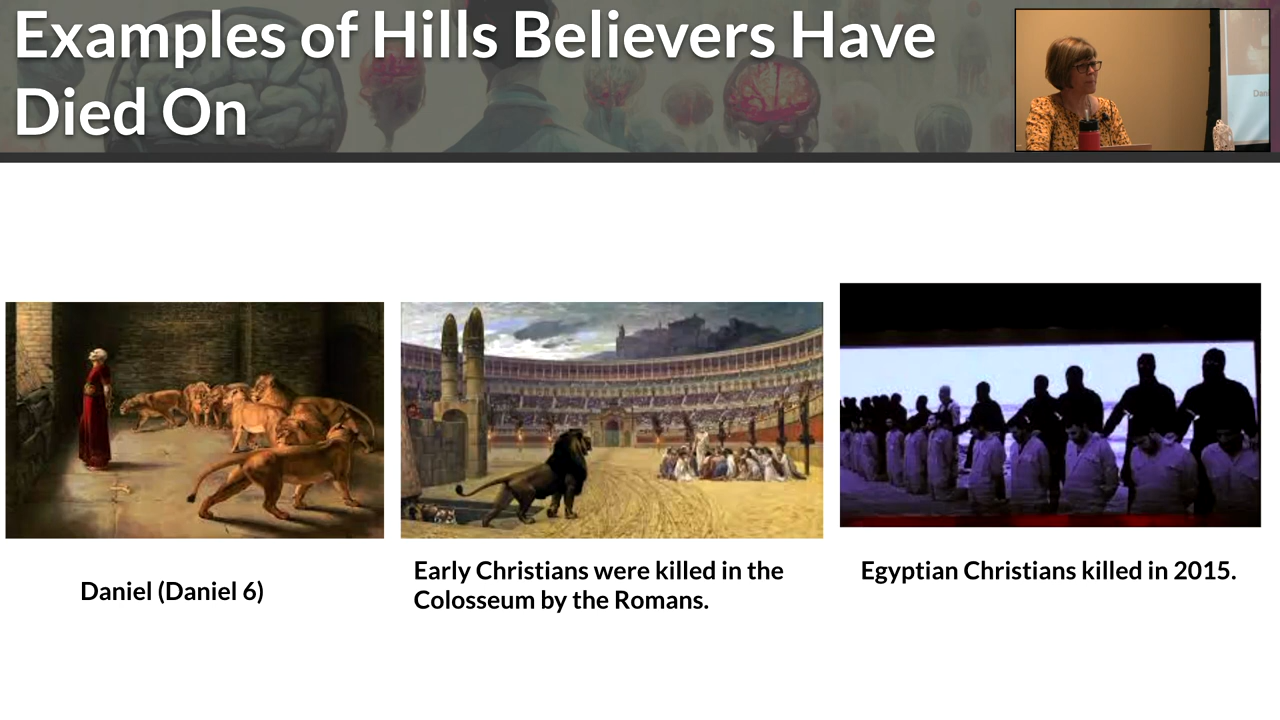 Examples of Hills Believers Have
Died On
Dani
Daniel (Daniel 6)
Early Christians were killed in the
Colosseum by the Romans.
Egyptian Christians killed in 2015.